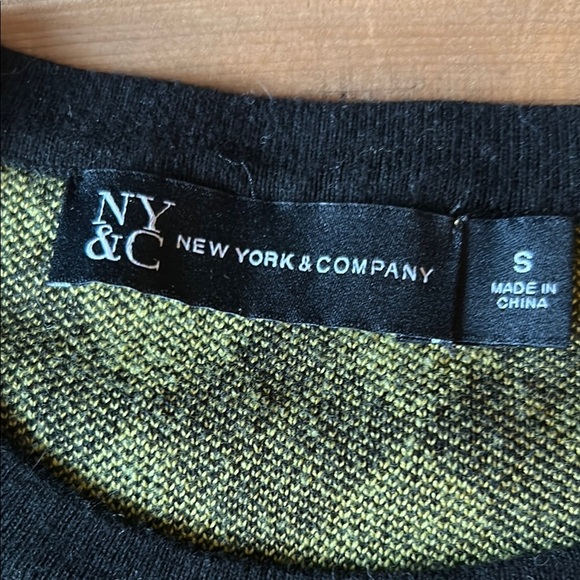 NY
&C
NEW YORK & COMPANY
S
MADE IN
CHINA